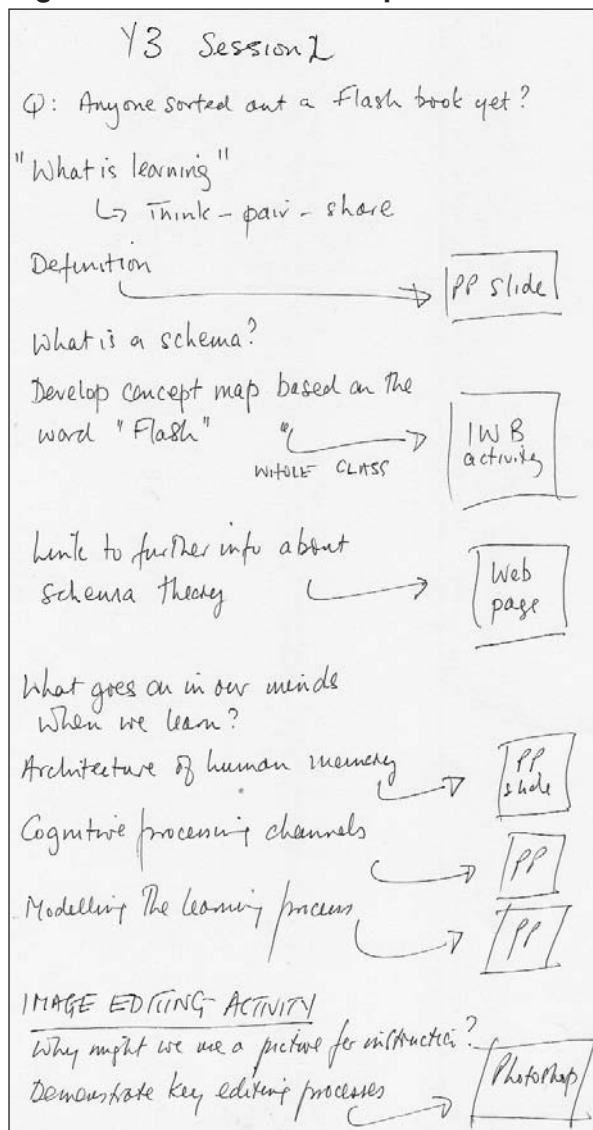 Y3 Session 2
Q: Anyone sorted out a Flash book yet?
"What is learning"
Think - pair - share
Definition
PP slide
What is a schema?
Develop concept map based on the
word "Flash"
WHOLE CLASS
IWB
activity
Link to further info about
schema theory
Web
page
What goes on in our minds
when we learn?
Architecture of human memory
PP
slide
Cognitive processing channels
PP
Modelling the learning process
PP
IMAGE EDITING ACTIVITY
Why might we use a picture for instruction?
Demonstrate key editing processes
Photoshop